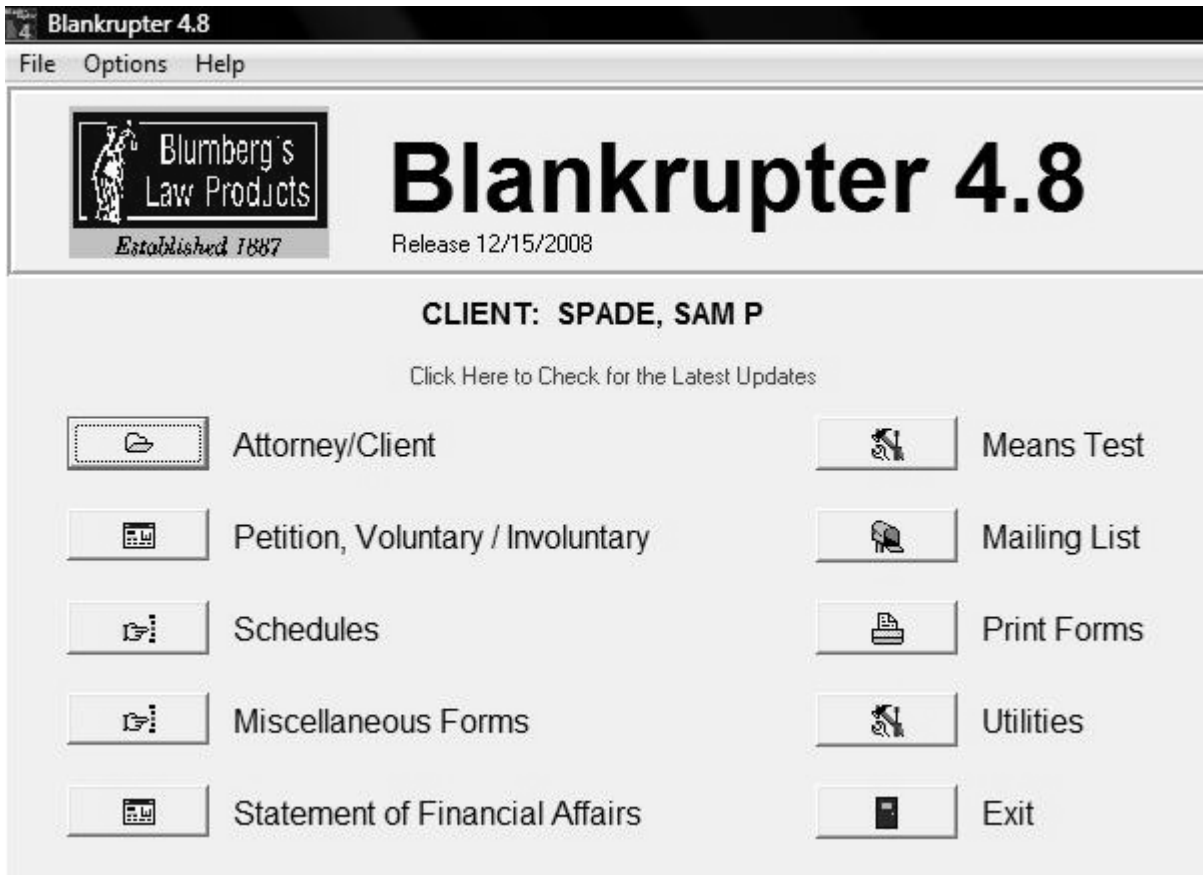 Blankrupter 4.8
File Options Help
Blumberg's
Law Products
Established 1887
Blankrupter 4.8
Release 12/15/2008
CLIENT: SPADE, SAM P
Click Here to Check for the Latest Updates
Attorney/Client
Means Test
Petition, Voluntary / Involuntary
Mailing List
Schedules
Print Forms
Miscellaneous Forms
Utilities
Statement of Financial Affairs
Exit